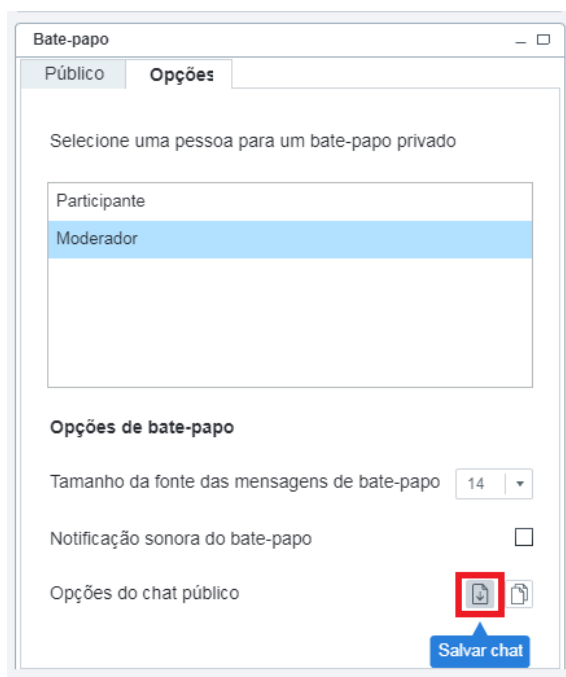 Bate-papo
Público
Opções
Selecione uma pessoa para um bate-papo privado
Participante
Moderador
Opções de bate-papo
Tamanho da fonte das mensagens de bate-papo 14
Notificação sonora do bate-papo
Opções do chat público
Salvar chat